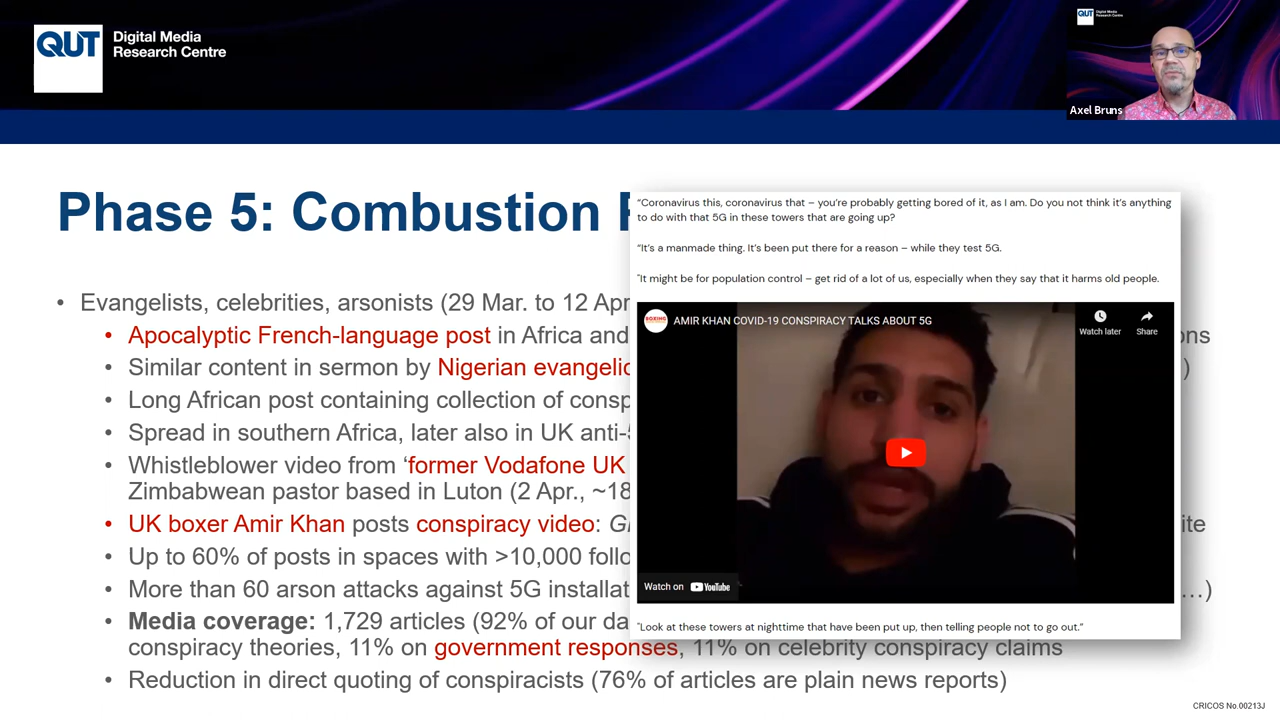 QUT
Digital Media
Research Centre
QUT
Digital Media
Research Centre
Axel Bruns
Phase 5: Combustion
• Evangelists, celebrities, arsonists (29 Mar. to 12 Apr
• Apocalyptic French-language post in Africa and
• Similar content in sermon by Nigerian evangelic
)
• Long African post containing collection of consp
• Spread in southern Africa, later also in UK anti-
• Whistleblower video from ‘former Vodafone UK
Zimbabwean pastor based in Luton (2 Apr., ~18
• UK boxer Amir Khan posts conspiracy video:
• Up to 60% of posts in spaces with >10,000 follo
• More than 60 arson attacks against 5G installat
…)
• Media coverage: 1,729 articles (92% of our da
conspiracy theories, 11% on government responses, 11% on celebrity conspiracy claims
• Reduction in direct quoting of conspiracists (76% of articles are plain news reports)
“Coronavirus this, coronavirus that – you’re probably getting bored of it, as I am. Do you not think it’s anything
to do with that 5G in these towers that are going up?
“It’s a manmade thing. It’s been put there for a reason – while they test 5G.
"It might be for population control – get rid of a lot of us, especially when they say that it harms old people.
BOXING
AMIR KHAN COVID-19 CONSPIRACY TALKS ABOUT 5G
Watch later
Share
Watch on YouTube
"Look at these towers at nighttime that have been put up, then telling people not to go out.”
CRICOS No.00213J